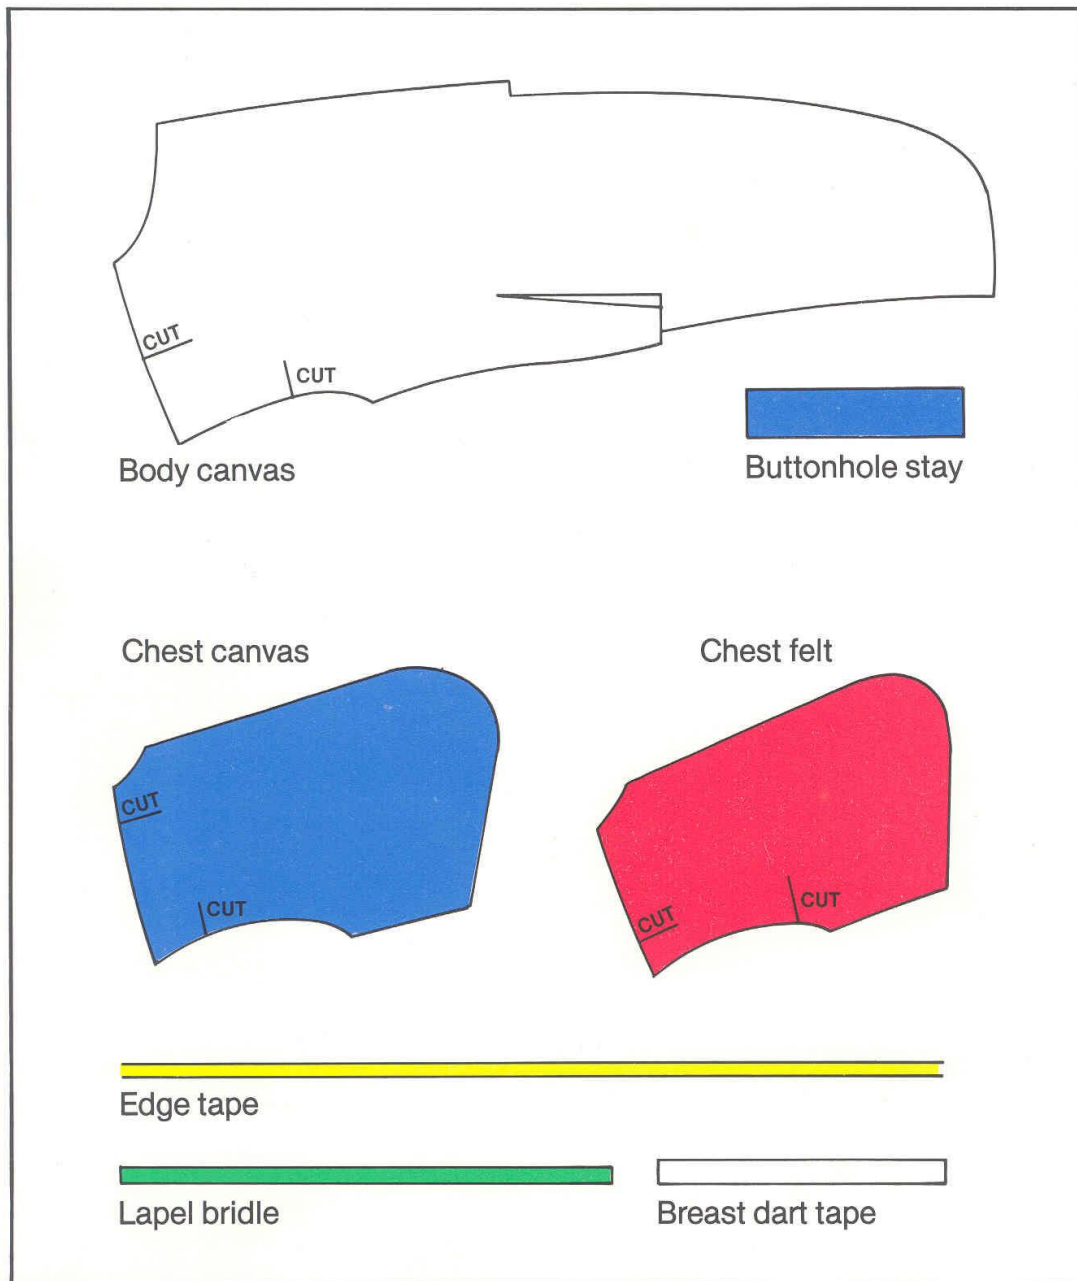 CUT
CUT
Body canvas
Buttonhole stay
Chest canvas
Chest felt
CUT
CUT
CUT
CUT
Edge tape
Lapel bridle
Breast dart tape